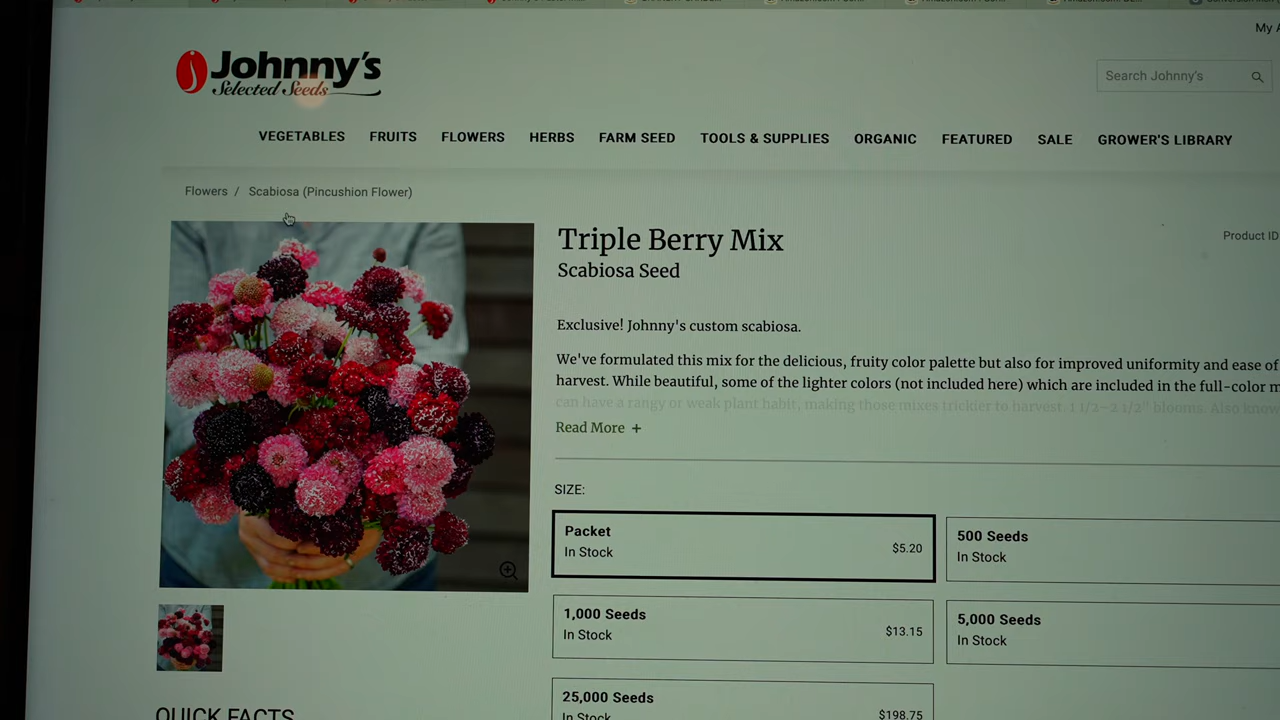 My
Johnny's
Selected Seeds
Search Johnny's
VEGETABLES FRUITS FLOWERS HERBS FARM SEED TOOLS & SUPPLIES ORGANIC FEATURED SALE GROWER'S LIBRARY
Flowers / Scabiosa (Pincushion Flower)
Triple Berry Mix
Product ID
Scabiosa Seed
Exclusive! Johnny's custom scabiosa.
We've formulated this mix for the delicious, fruity color palette but also for improved uniformity and ease of
harvest. While beautiful, some of the lighter colors (not included here) which are included in the full-color
can have a rangy or weak plant habit, making those mixes trickier to harvest. 1 1/2–2 1/2" blooms. Also
Read More +
SIZE:
Packet
In Stock
$5.20
500 Seeds
In Stock
1,000 Seeds
In Stock
$13.15
5,000 Seeds
In Stock
25,000 Seeds
In Stock
$198.75
QUICK FACTS